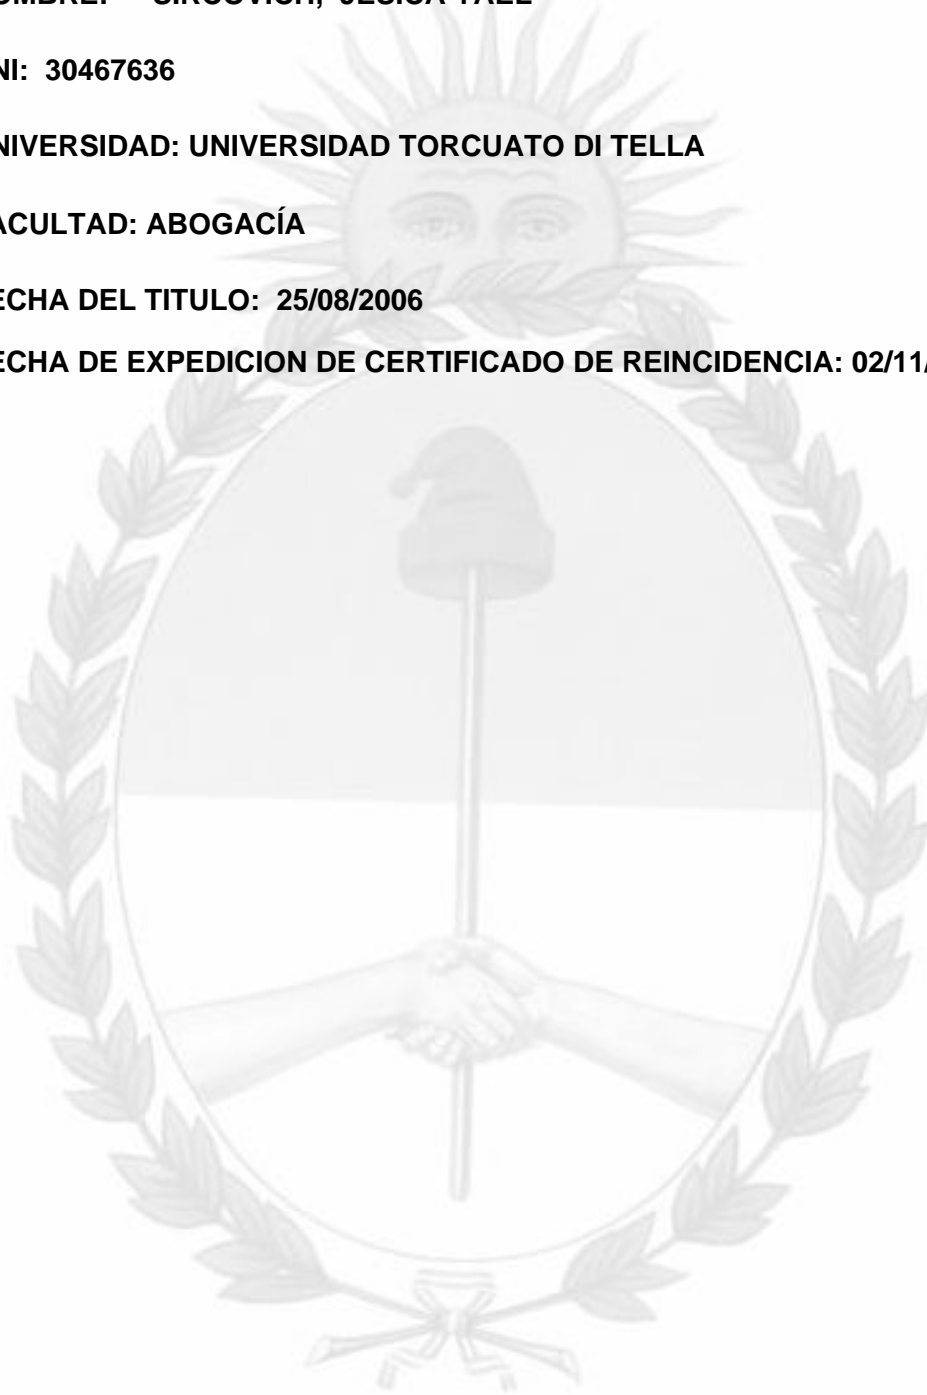 OMBRE: SIRCOVICH, JESICA YAEL
NI: 30467636
NIVERSIDAD: UNIVERSIDAD TORCUATO DI TELLA
ACULTAD: ABOGACÍA
ECHA DEL TITULO: 25/08/2006
ECHA DE EXPEDICION DE CERTIFICADO DE REINCIDENCIA: 02/11/